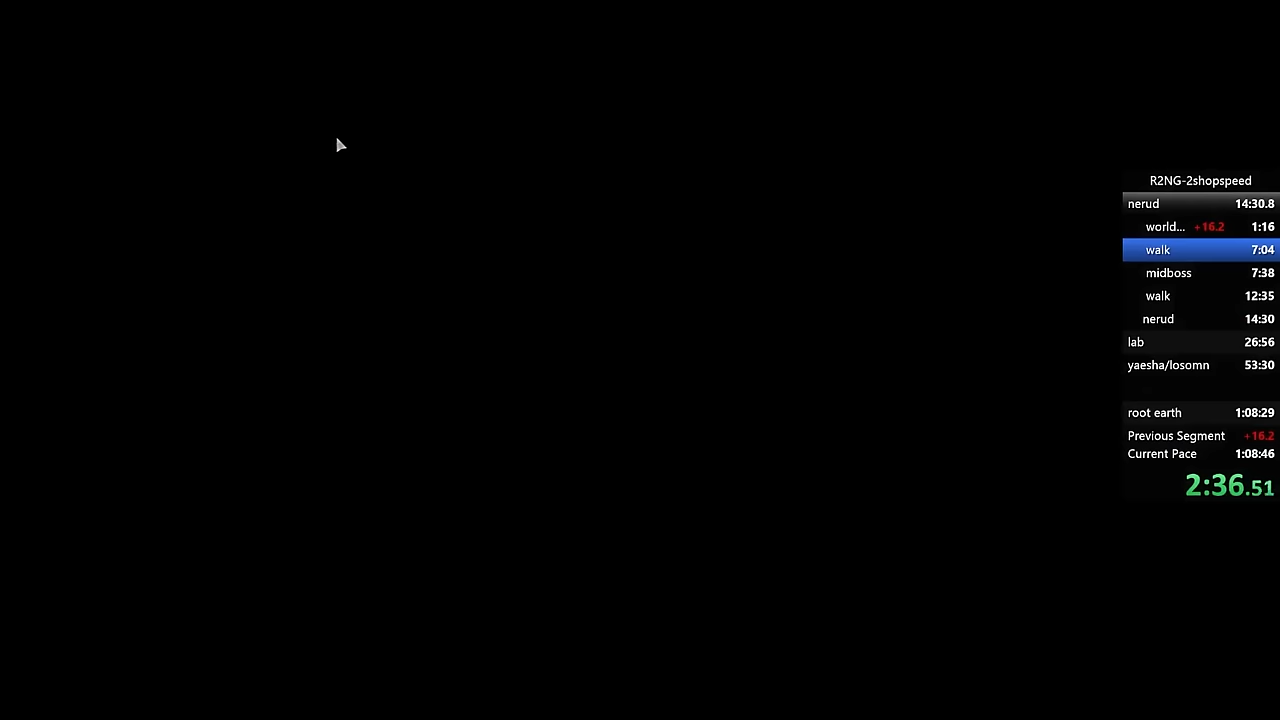 R2NG-2shopspeed
nerud 14:30.8
world... +16.2 1:16
walk 7:04
midboss 7:38
walk 12:35
nerud 14:30
lab 26:56
yaesha/losomn 53:30
root earth 1:08:29
Previous Segment +16.2
Current Pace 1:08:46
2:36.51